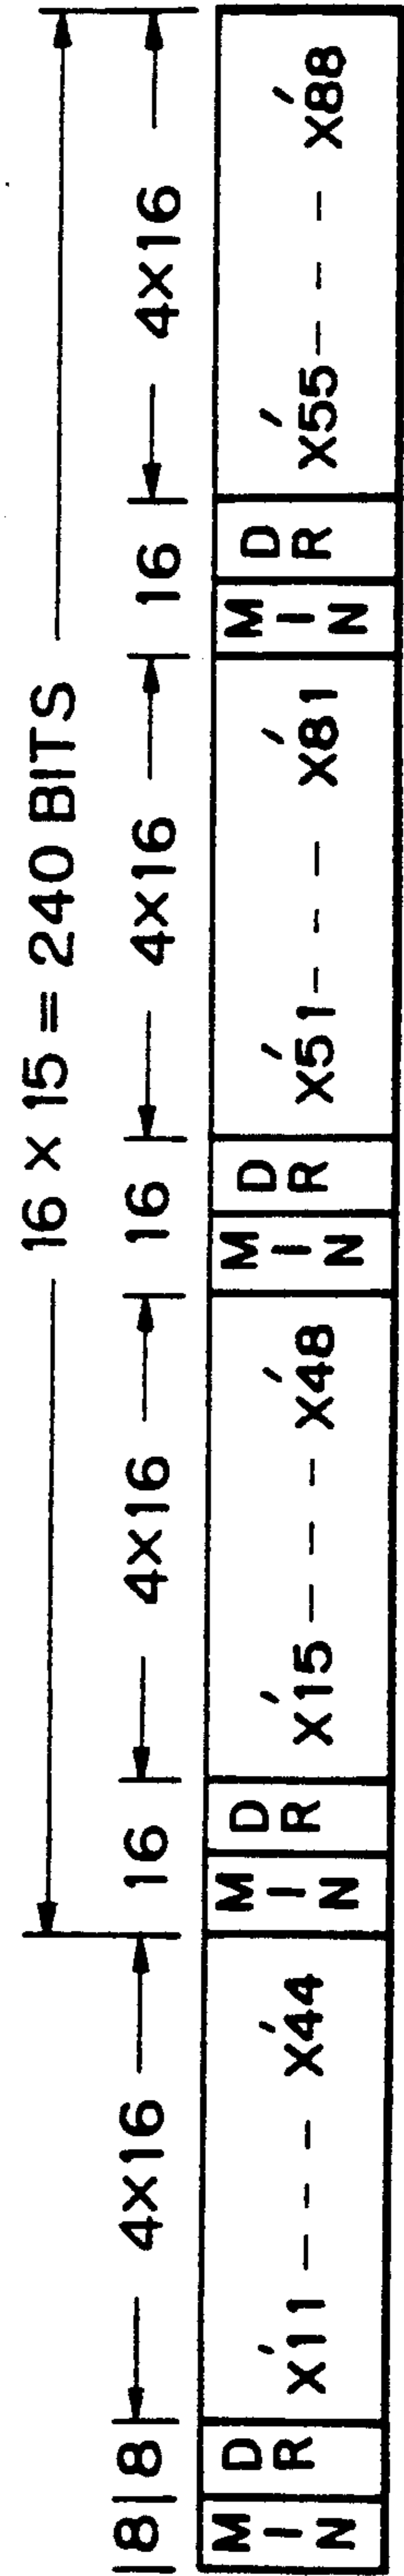 16 × 15 = 240 BITS
8 8 4×16 16 4×16 16 4×16 16 4×16
MIN DR X'11 --- X'44 MIN DR X'15 --- X'48 MIN DR X'51 --- X'81 MIN DR X'55 --- X'88